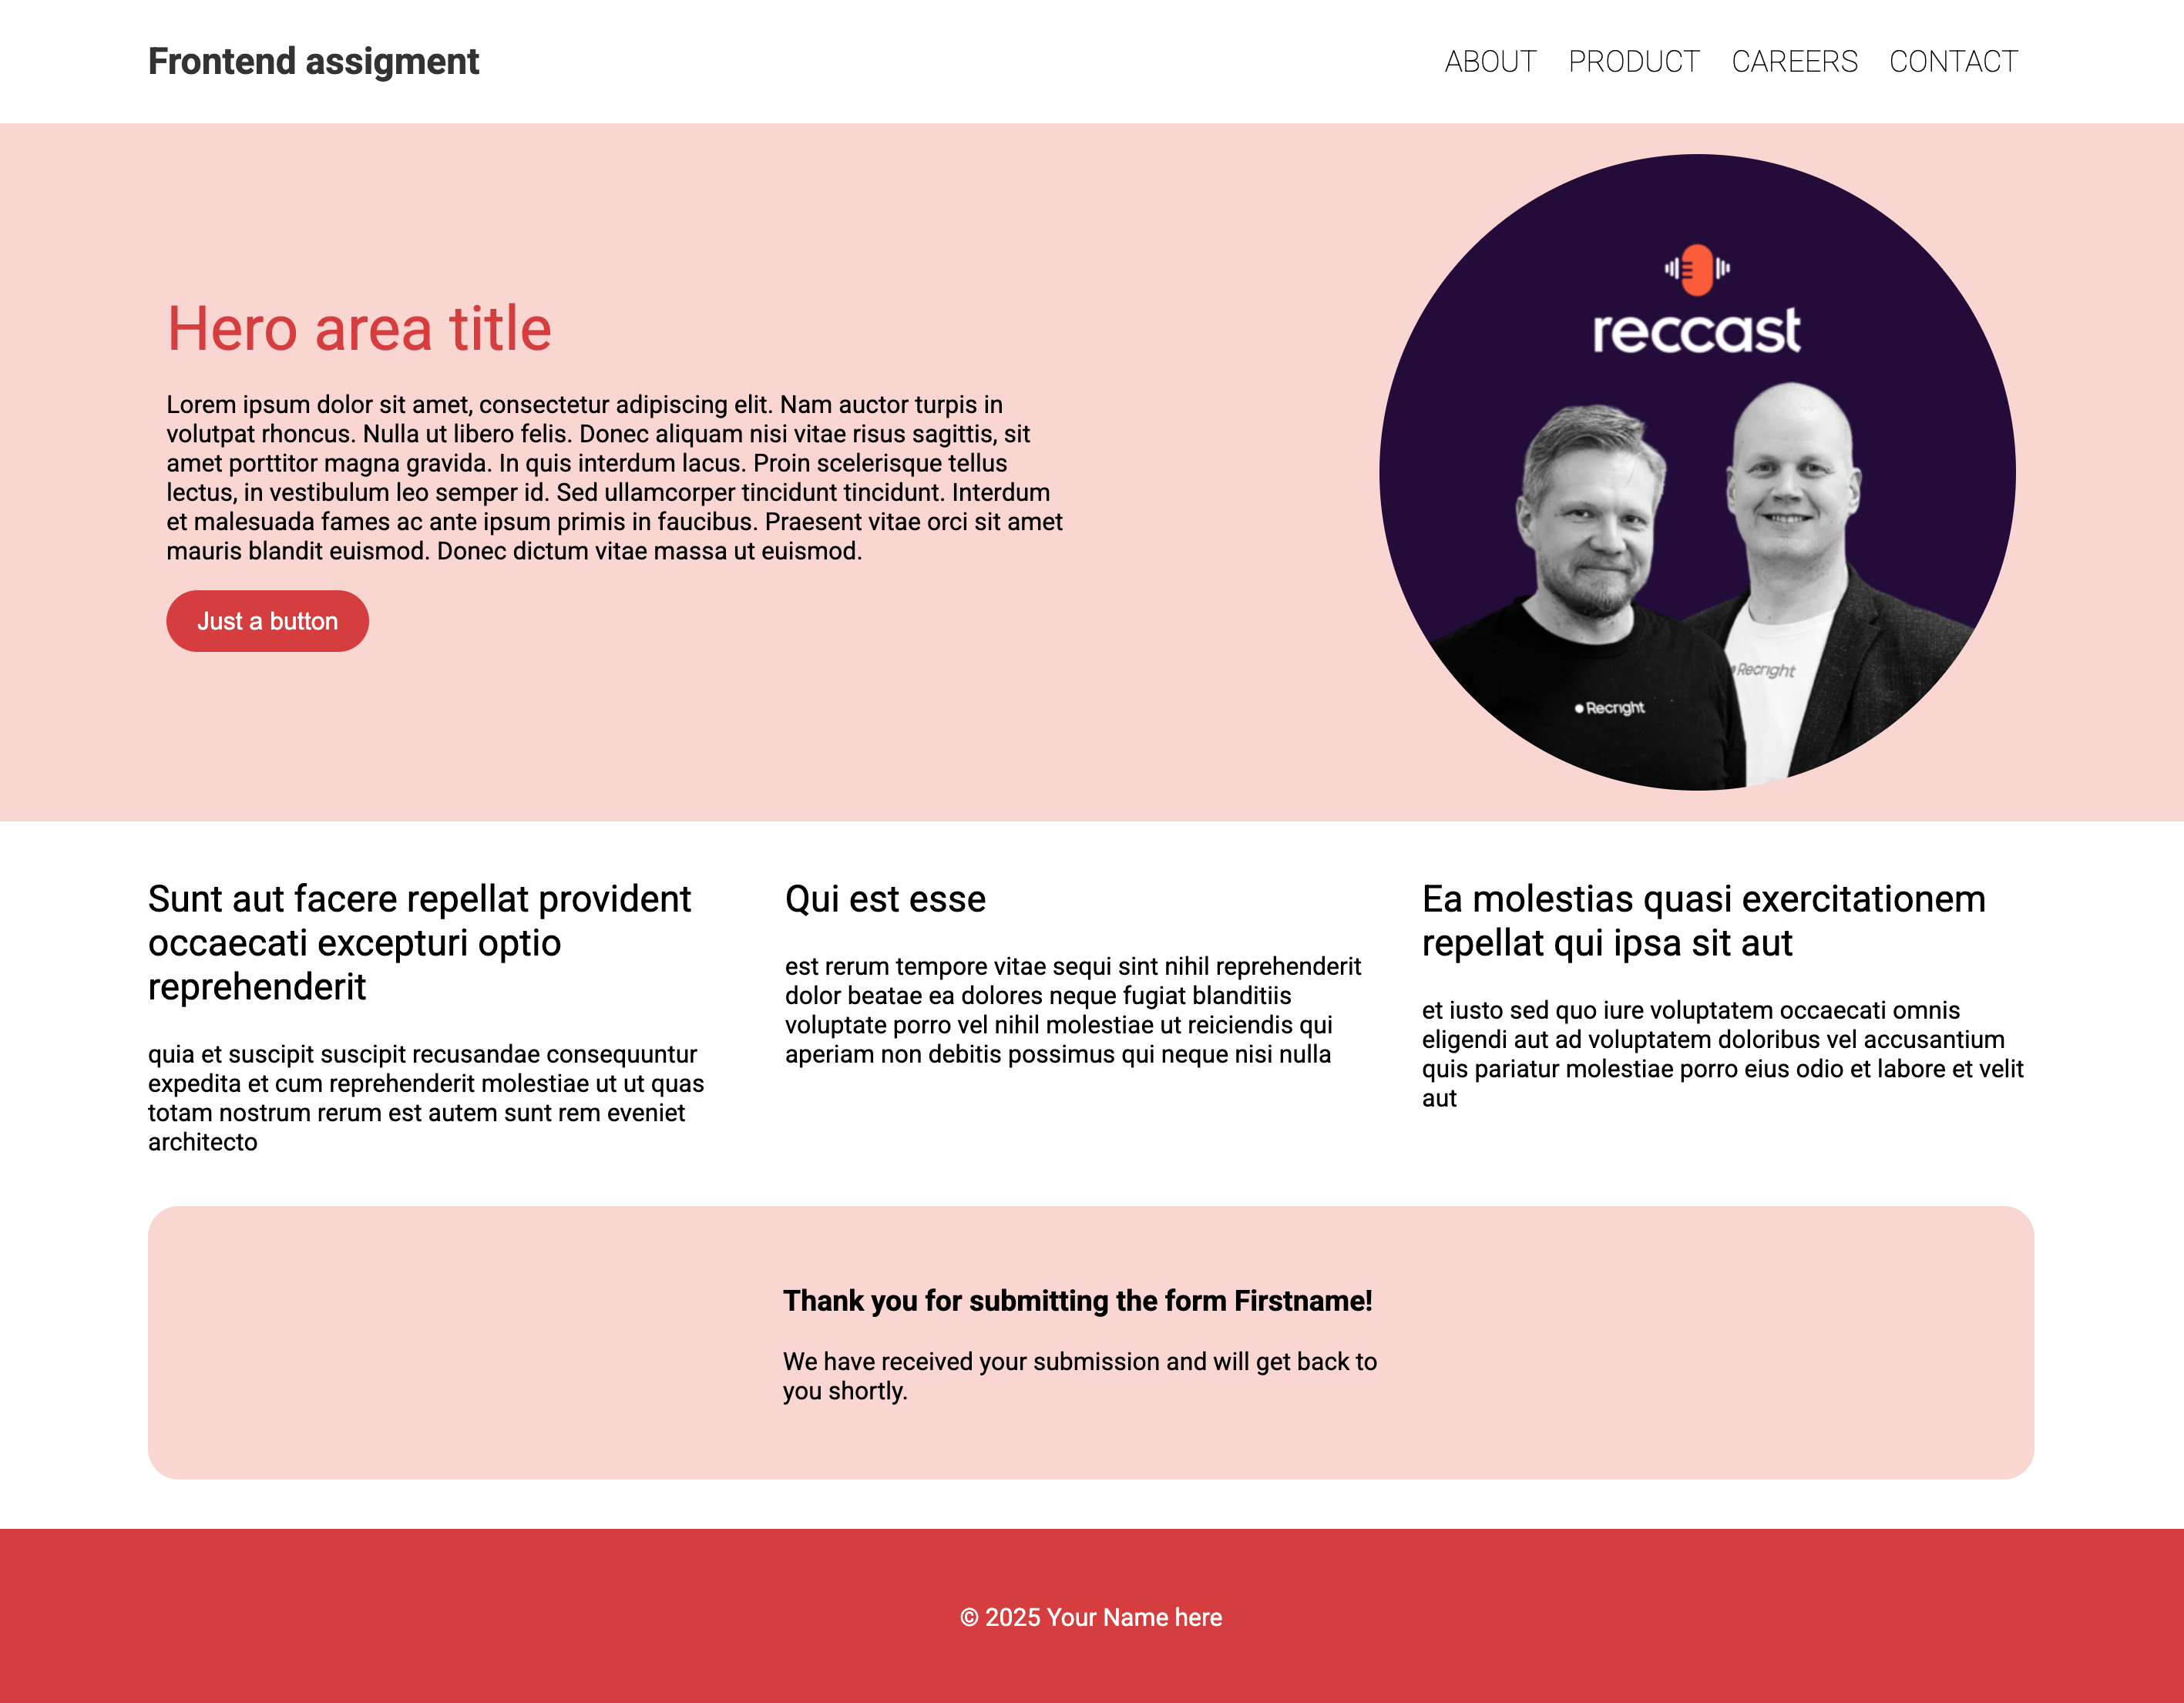 Frontend assigment
ABOUT PRODUCT CAREERS CONTACT
reccast
Hero area title
Lorem ipsum dolor sit amet, consectetur adipiscing elit. Nam auctor turpis in
volutpat rhoncus. Nulla ut libero felis. Donec aliquam nisi vitae risus sagittis, sit
amet porttitor magna gravida. In quis interdum lacus. Proin scelerisque tellus
lectus, in vestibulum leo semper id. Sed ullamcorper tincidunt tincidunt. Interdum
et malesuada fames ac ante ipsum primis in faucibus. Praesent vitae orci sit amet
mauris blandit euismod. Donec dictum vitae massa ut euismod.
Just a button
Recright
Recright
Sunt aut facere repellat provident
occaecati excepturi optio
reprehenderit
quia et suscipit suscipit recusandae consequuntur
expedita et cum reprehenderit molestiae ut ut quas
totam nostrum rerum est autem sunt rem eveniet
architecto
Qui est esse
est rerum tempore vitae sequi sint nihil reprehenderit
dolor beatae ea dolores neque fugiat blanditiis
voluptate porro vel nihil molestiae ut reiciendis qui
aperiam non debitis possimus qui neque nisi nulla
Ea molestias quasi exercitationem
repellat qui ipsa sit aut
et iusto sed quo iure voluptatem occaecati omnis
eligendi aut ad voluptatem doloribus vel accusantium
quis pariatur molestiae porro eius odio et labore et velit
aut
Thank you for submitting the form Firstname!
We have received your submission and will get back to
you shortly.
© 2025 Your Name here